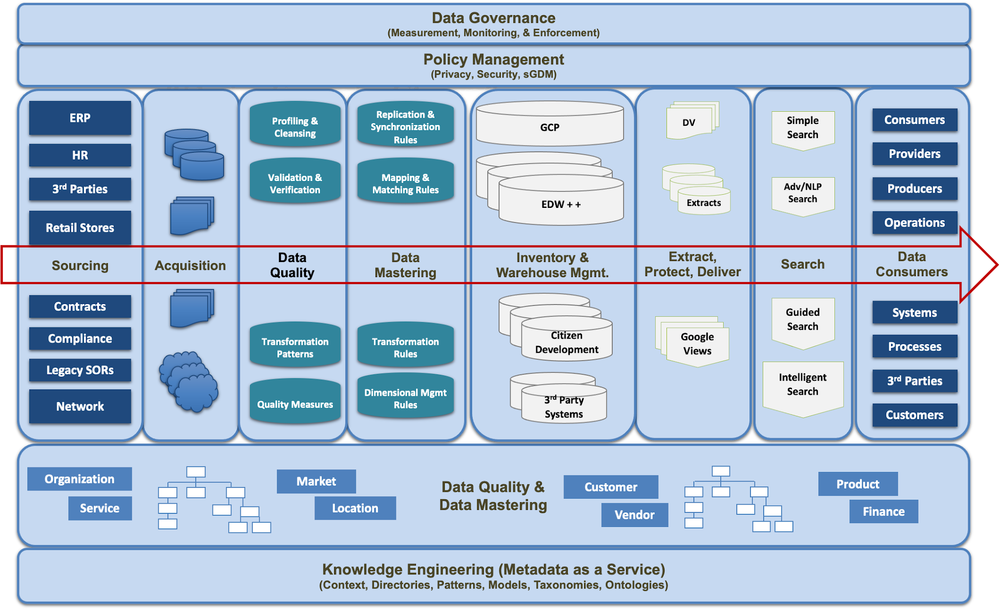 Data Governance
(Measurement, Monitoring, & Enforcement)
Policy Management
(Privacy, Security, sGDM)
ERP
HR
3rd Parties
Retail Stores
Profiling &
Cleansing
Validation &
Verification
Replication &
Synchronization
Rules
Mapping &
Matching Rules
GCP
EDW + +
DV
Extracts
Simple
Search
Adv/NLP
Search
Consumers
Providers
Producers
Operations
Sourcing
Acquisition
Data
Quality
Data
Mastering
Inventory &
Warehouse Mgmt.
Extract,
Protect, Deliver
Search
Data
Consumers
Contracts
Compliance
Legacy SORs
Network
Transformation
Patterns
Quality Measures
Transformation
Rules
Dimensional Mgmt
Rules
Citizen
Development
3rd Party
Systems
Google
Views
Guided
Search
Intelligent
Search
Systems
Processes
3rd Parties
Customers
Organization
Service
Market
Location
Data Quality &
Data Mastering
Customer
Vendor
Product
Finance
Knowledge Engineering (Metadata as a Service)
(Context, Directories, Patterns, Models, Taxonomies, Ontologies)